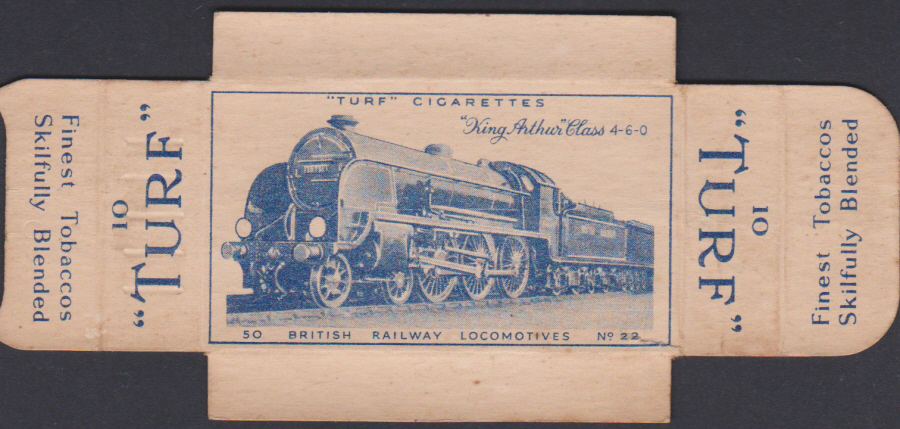 Finest Tobaccos
Skilfully Blended
10
"TURF"
"TURF" CIGARETTES
"King Arthur" Class 4-6-0
50 BRITISH RAILWAY LOCOMOTIVES Nº 22
"TURF"
10
Finest Tobaccos
Skilfully Blended